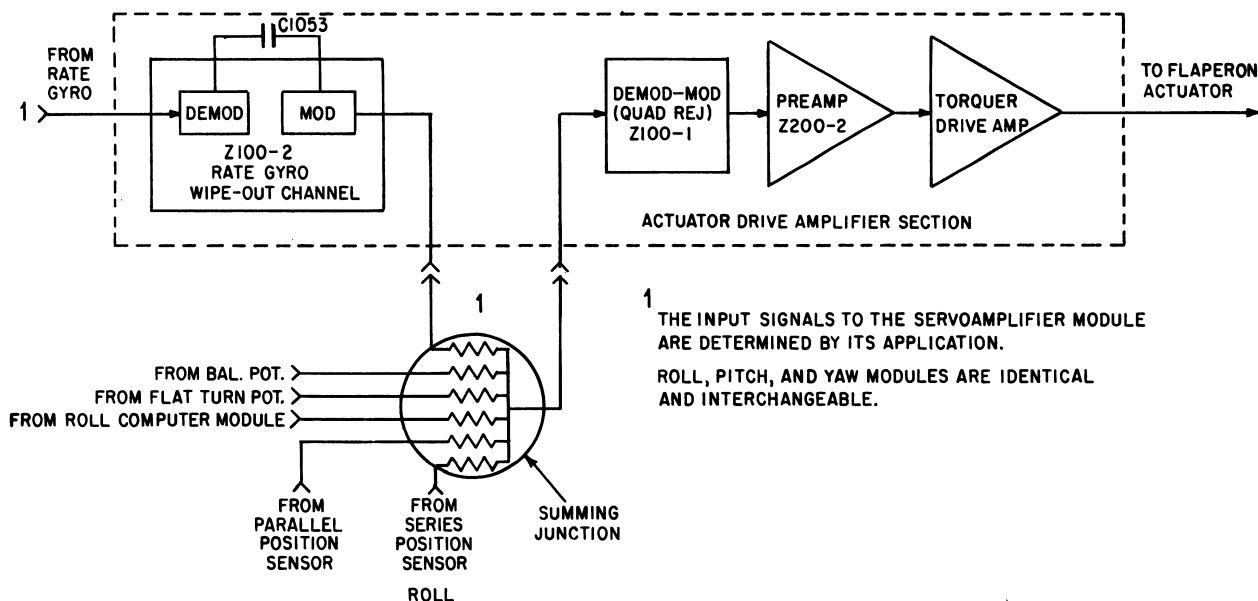 C1053
FROM
RATE
GYRO
1
DEMOD
MOD
Z100-2
RATE GYRO
WIPE-OUT CHANNEL
DEMOD-MOD
(QUAD REJ)
Z100-1
PREAMP
Z200-2
TORQUER
DRIVE AMP
TO FLAPERON
ACTUATOR
ACTUATOR DRIVE AMPLIFIER SECTION
1
FROM BAL. POT.
FROM FLAT TURN POT.
FROM ROLL COMPUTER MODULE
FROM
PARALLEL
POSITION
SENSOR
FROM
SERIES
POSITION
SENSOR
SUMMING
JUNCTION
ROLL
1
THE INPUT SIGNALS TO THE SERVOAMPLIFIER MODULE
ARE DETERMINED BY ITS APPLICATION.
ROLL, PITCH, AND YAW MODULES ARE IDENTICAL
AND INTERCHANGEABLE.